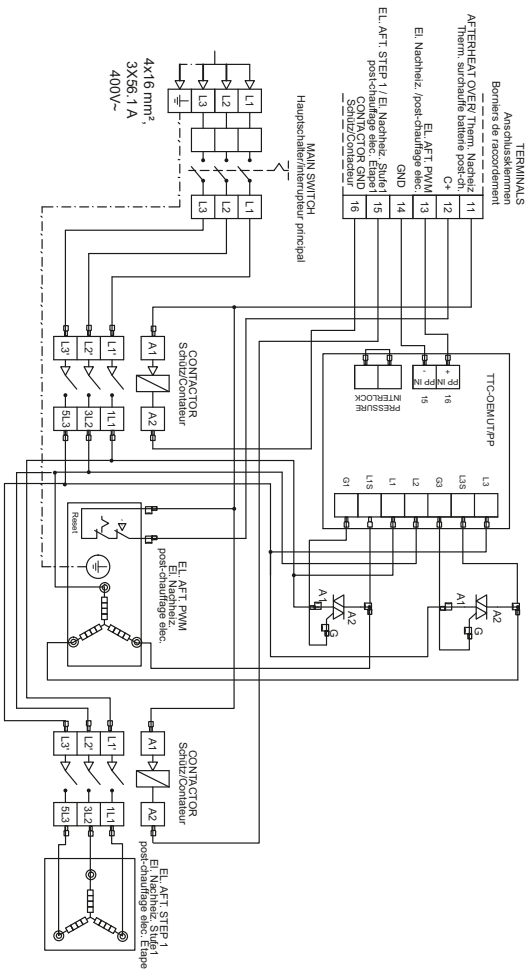 TERMINALS
Anschlussklemmen
Borniers de raccordement
AFTERHEAT OVER/ Therm. Nacheiz
Therm. surchauffe batterie post-ch.
C+
EL. AFT. PWM
El. Nachheiz. /post-chauffage elec.
GND
EL. AFT. STEP 1 / El. Nachheiz. Stufe1
post-chauffage elec. Étape1
CONTACTOR GND
Schütz/Contacteur
11
12
13
14
15
16
TTC-OEMUT/PP
+ PP IN
- PP IN
16
15
PRESSURE
INTERLOCK
L3
L3S
G3
L2
L1
L1S
G1
A1
A2
G
A1
A2
G
MAIN SWITCH
Hauptschalter/interrupteur principal
L1
L2
L3
L1
L2
L3
4x16 mm²,
3X56.1 A
400V~
CONTACTOR
Schütz/Contateur
A1
A2
L1'
L2'
L3'
1L1
3L2
5L3
Reset
EL. AFT. PWM
El. Nachheiz.
post-chauffage elec.
CONTACTOR
Schütz/Contateur
A1
A2
L1'
L2'
L3'
1L1
3L2
5L3
EL. AFT. STEP 1
El. Nachheiz. Stufe1
post-chauffage elec. Étape